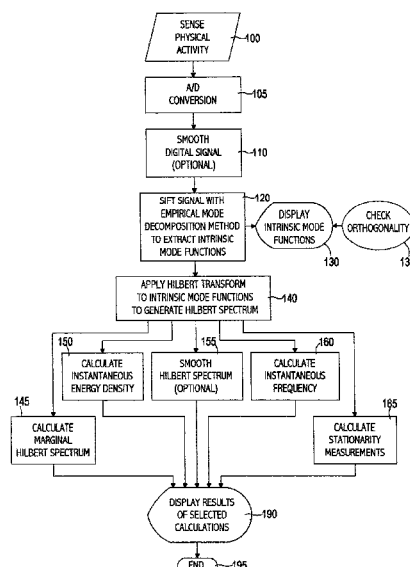 SENSE
PHYSICAL
ACTIVITY
100
A/D
CONVERSION
105
SMOOTH
DIGITAL SIGNAL
(OPTIONAL)
110
SIFT SIGNAL WITH
EMPIRICAL MODE
DECOMPOSITION METHOD
TO EXTRACT INTRINSIC
MODE FUNCTIONS
120
DISPLAY
INTRINSIC MODE
FUNCTIONS
130
CHECK
ORTHOGONALITY
13
APPLY HILBERT TRANSFORM
TO INTRINSIC MODE FUNCTIONS
TO GENERATE HILBERT SPECTRUM
140
150
CALCULATE
INSTANTANEOUS
ENERGY DENSITY
155
SMOOTH
HILBERT SPECTRUM
(OPTIONAL)
160
CALCULATE
INSTANTANEOUS
FREQUENCY
145
CALCULATE
MARGINAL
HILBERT SPECTRUM
165
CALCULATE
STATIONARITY
MEASUREMENTS
DISPLAY RESULTS
OF SELECTED
CALCULATIONS
190
END
195